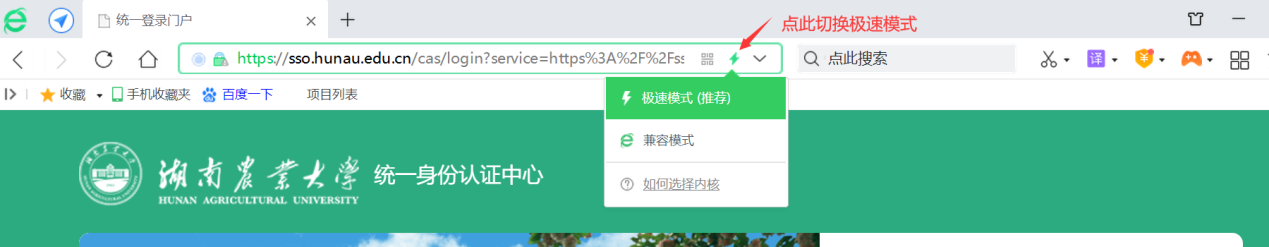 统一登录门户
点此切换极速模式
https://sso.hunau.edu.cn/cas/login?service=https%3A%2F%2Fss
点此搜索
译
收藏
手机收藏夹
百度一下
项目列表
极速模式 (推荐)
兼容模式
如何选择内核
湖南农业大学
统一身份认证中心
HUNAN AGRICULTURAL UNIVERSITY